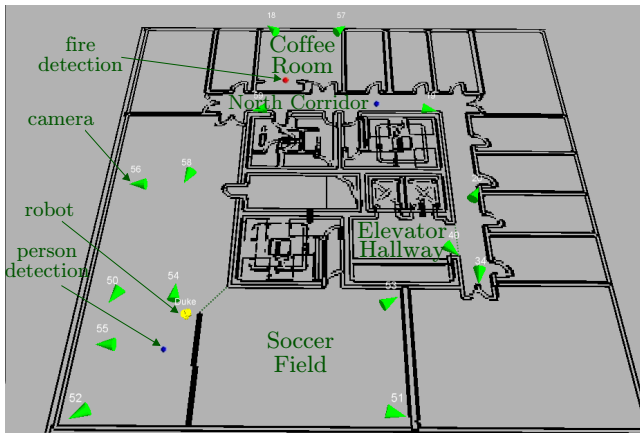 18
57
fire
detection
Coffee
Room
North Corridor
camera
56
58
Elevator
Hallway
40
robot
person
detection
34
50
54
53
Duke
55
Soccer
Field
52
51